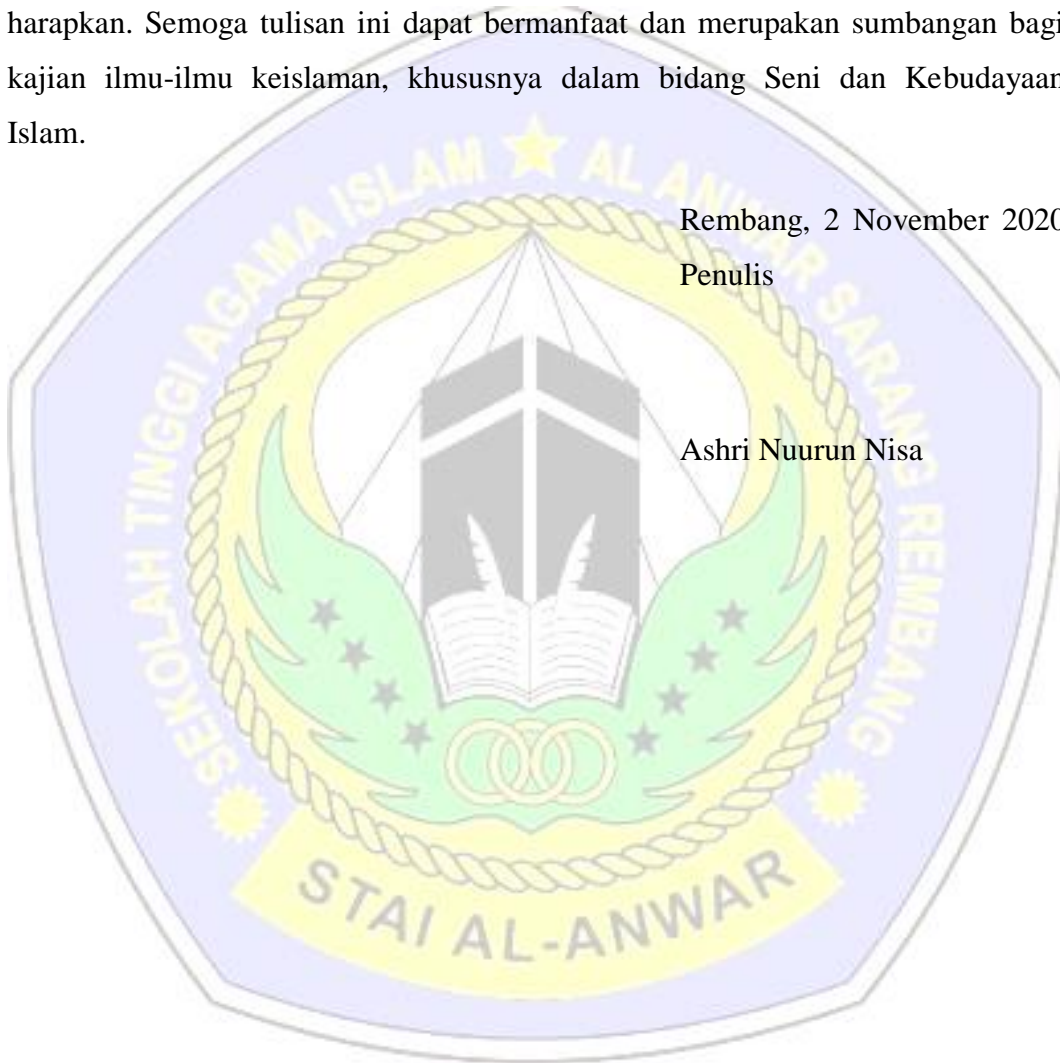 harapkan. Semoga tulisan ini dapat bermanfaat dan merupakan sumbangan bagi
kajian ilmu-ilmu keislaman, khususnya dalam bidang Seni dan Kebudayaan
Islam.
Rembang, 2 November 2020
Penulis
Ashri Nuurun Nisa
SEKOLAH TINGGI AGAMA ISLAM AL ANWAR SARANG REMBANG
STAI AL-ANWAR